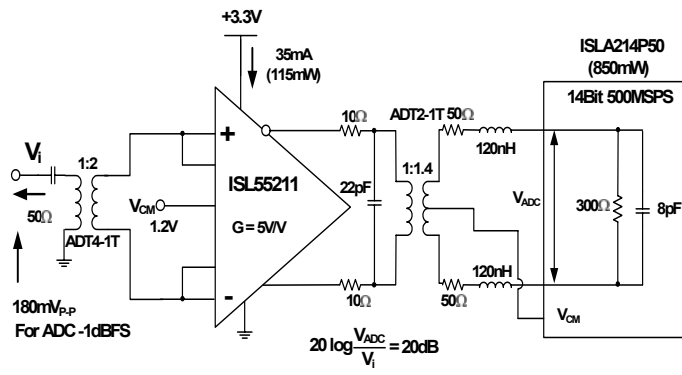 +3.3V
35mA
(115mW)
ISLA214P50
(850mW)
14Bit 500MSPS
10Ω
ADT2-1T
50Ω
120nH
1:2
Vi
50Ω
ADT4-1T
+
ISL55211
VCM
1.2V
G = 5V/V
-
22pF
1:1.4
VADC
300Ω
8pF
120nH
10Ω
50Ω
VCM
180mVP-P
For ADC -1dBFS
20 log VADC/Vi = 20dB